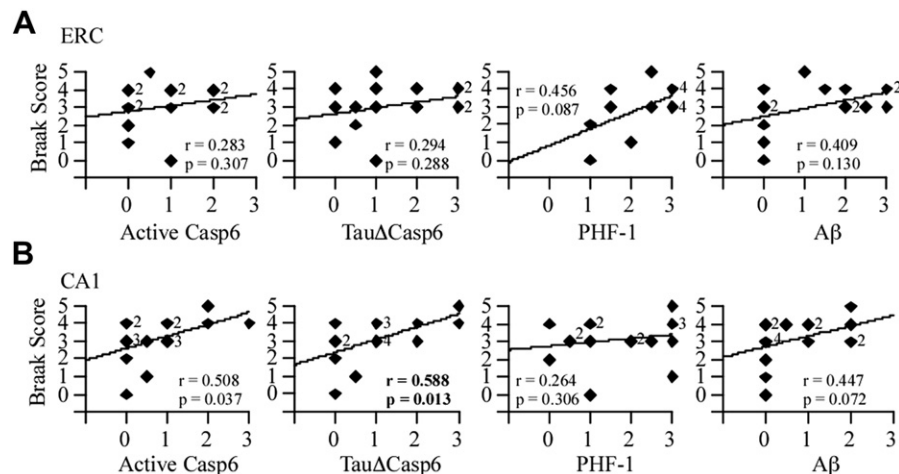 A
ERC
Braak Score
5
4
3
2
1
0
2
2
2
2
r = 0.283
p = 0.307
0 1 2 3
Active Casp6
5
4
3
2
1
0
2
2
r = 0.294
p = 0.288
0 1 2 3
TauΔCasp6
5
4
3
2
1
0
r = 0.456
p = 0.087
4
4
0 1 2 3
PHF-1
5
4
3
2
1
0
2
2
2
r = 0.409
p = 0.130
0 1 2 3
Aβ
B
CA1
Braak Score
5
4
3
2
1
0
2
2
3
3
r = 0.508
p = 0.037
0 1 2 3
Active Casp6
5
4
3
2
1
0
3
2
4
r = 0.588
p = 0.013
0 1 2 3
TauΔCasp6
5
4
3
2
1
0
2
2
3
2
r = 0.264
p = 0.306
0 1 2 3
PHF-1
5
4
3
2
1
0
2
2
4
2
r = 0.447
p = 0.072
0 1 2 3
Aβ